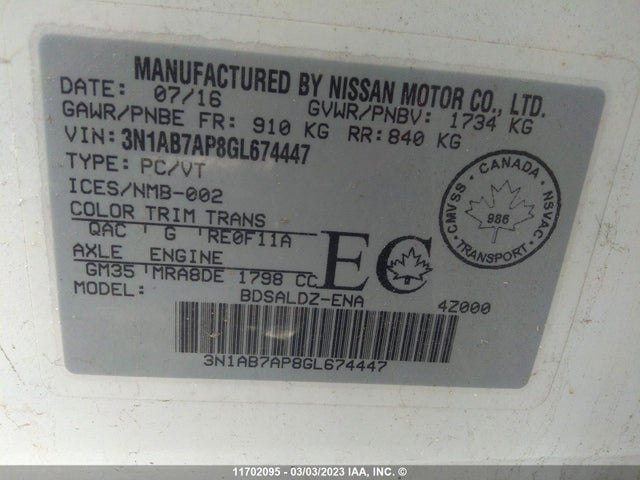 MANUFACTURED BY NISSAN MOTOR CO., LTD.
DATE: 07/16 GVWR/PNBV: 1734 KG
GAWR/PNBE FR: 910 KG RR: 840 KG
VIN: 3N1AB7AP8GL674447
TYPE: PC/VT
ICES/NMB-002
COLOR TRIM TRANS
QAC G RE0F11A
AXLE ENGINE
GM35 MRA8DE 1798 CC
MODEL: BDSALDZ-ENA 4Z000
EC
CANADA
CMVSS NSVAC
986
TRANSPORT
3N1AB7AP8GL674447
11702095 - 03/03/2023 IAA, Inc. ©